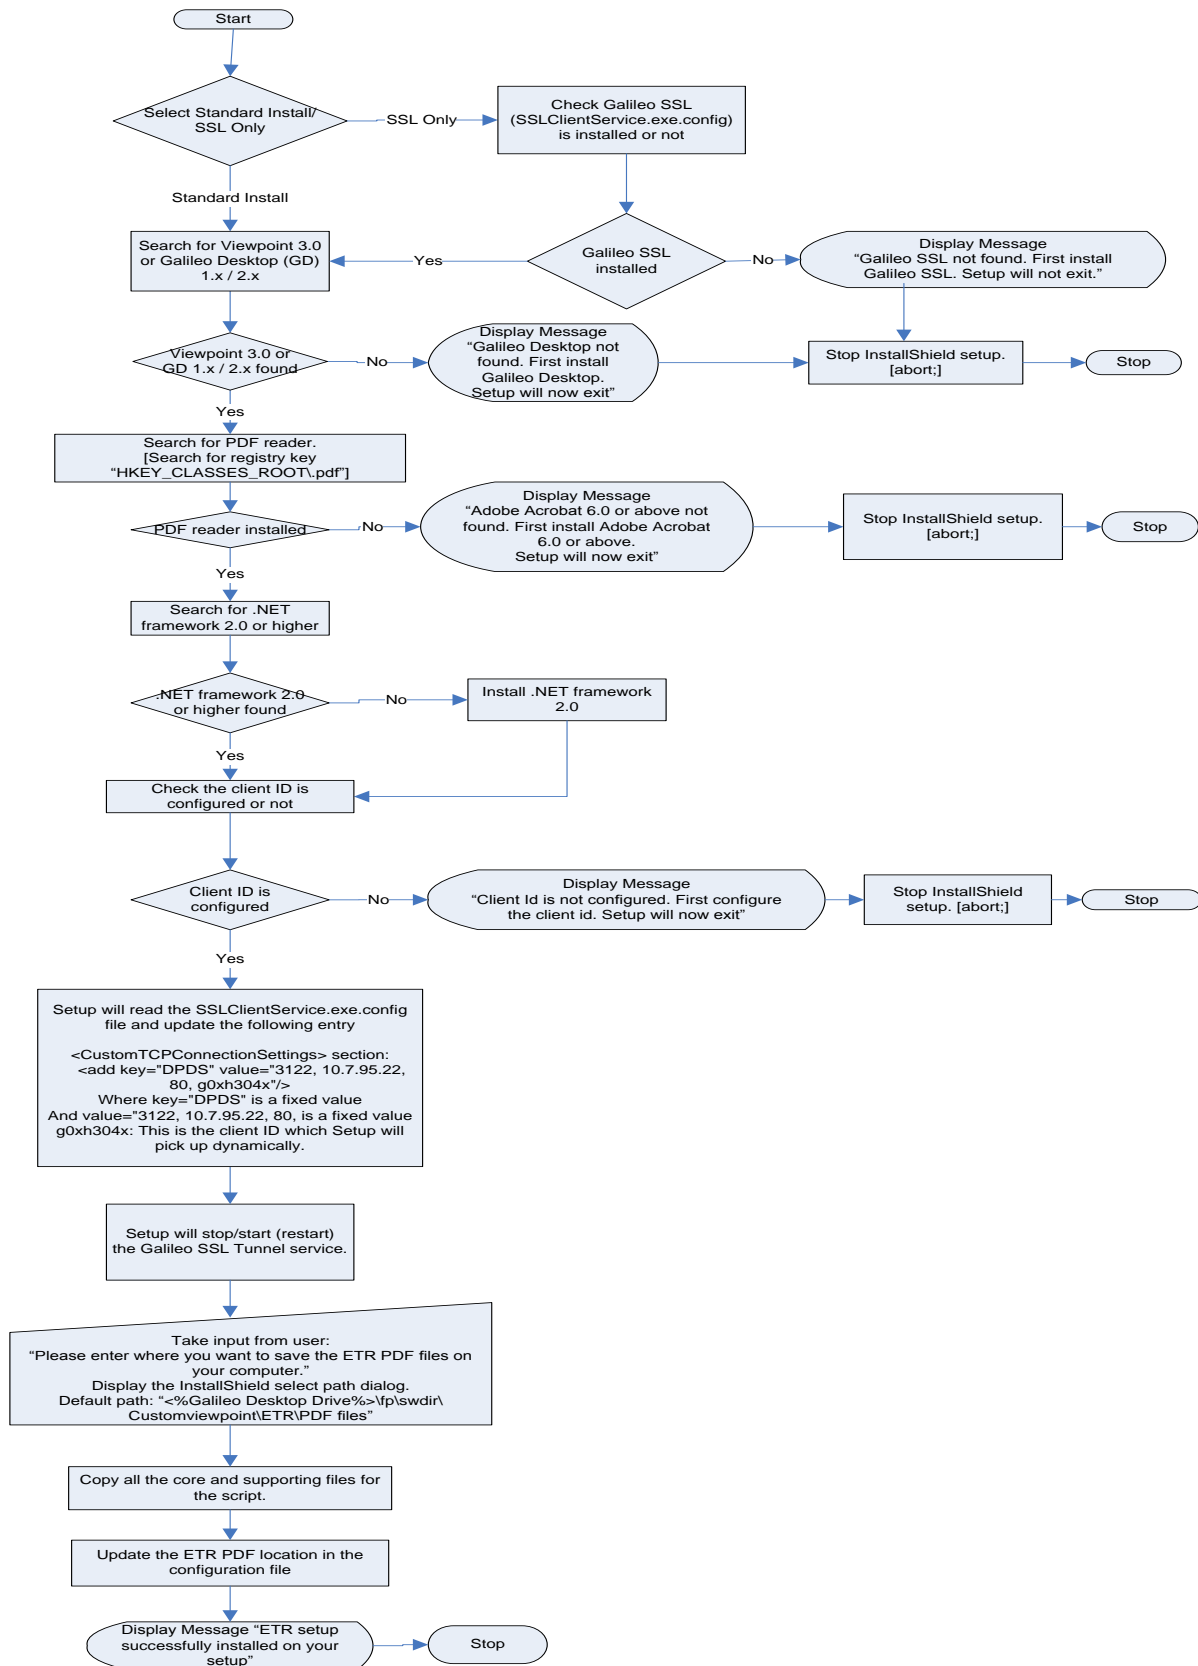 Start
Select Standard Install/
SSL Only
SSL Only
Check Galileo SSL
(SSLClientService.exe.config)
is installed or not
Standard Install
Search for Viewpoint 3.0
or Galileo Desktop (GD)
1.x / 2.x
Yes
Galileo SSL
installed
No
Display Message
“Galileo SSL not found. First install
Galileo SSL. Setup will not exit.”
Viewpoint 3.0 or
GD 1.x / 2.x found
No
Display Message
“Galileo Desktop not
found. First install
Galileo Desktop.
Setup will now exit”
Stop InstallShield setup.
[abort;]
Stop
Yes
Search for PDF reader.
[Search for registry key
“HKEY_CLASSES_ROOT\.pdf”]
PDF reader installed
No
Display Message
“Adobe Acrobat 6.0 or above not
found. First install Adobe Acrobat
6.0 or above.
Setup will now exit”
Stop InstallShield setup.
[abort;]
Stop
Yes
Search for .NET
framework 2.0 or higher
.NET framework 2.0
or higher found
No
Install .NET framework
2.0
Yes
Check the client ID is
configured or not
Client ID is
configured
No
Display Message
“Client Id is not configured. First configure
the client id. Setup will now exit”
Stop InstallShield
setup. [abort;]
Stop
Yes
Setup will read the SSLClientService.exe.config
file and update the following entry
<CustomTCPConnectionSettings> section:
<add key="DPDS" value="3122, 10.7.95.22,
80, g0xh304x"/>
Where key="DPDS" is a fixed value
And value="3122, 10.7.95.22, 80, is a fixed value
g0xh304x: This is the client ID which Setup will
pick up dynamically.
Setup will stop/start (restart)
the Galileo SSL Tunnel service.
Take input from user:
“Please enter where you want to save the ETR PDF files on
your computer.”
Display the InstallShield select path dialog.
Default path: “<%Galileo Desktop Drive%>\fp\swdir\
Customviewpoint\ETR\PDF files”
Copy all the core and supporting files for
the script.
Update the ETR PDF location in the
configuration file
Display Message “ETR setup
successfully installed on your
setup”
Stop